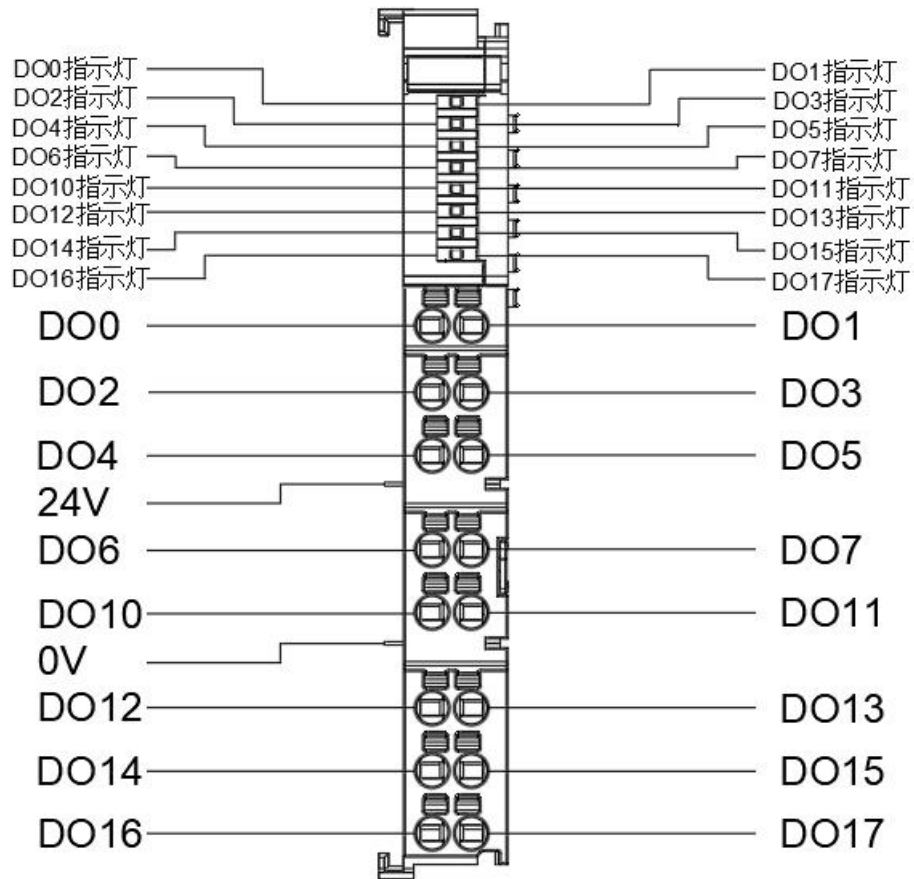 DO0指示灯 DO1指示灯
DO2指示灯 DO3指示灯
DO4指示灯 DO5指示灯
DO6指示灯 DO7指示灯
DO10指示灯 DO11指示灯
DO12指示灯 DO13指示灯
DO14指示灯 DO15指示灯
DO16指示灯 DO17指示灯
DO0 DO1
DO2 DO3
DO4 DO5
24V
DO6 DO7
DO10 DO11
0V
DO12 DO13
DO14 DO15
DO16 DO17